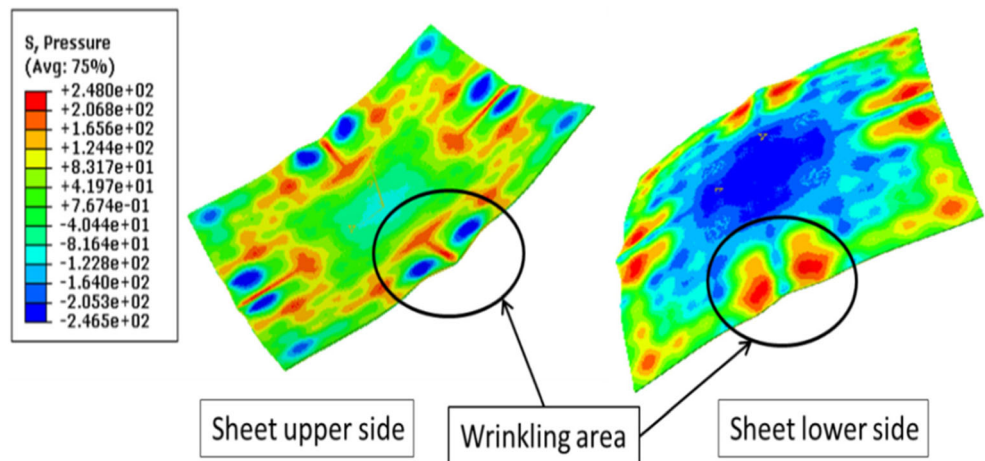 S, Pressure
(Avg: 75%)
+2.480e+02
+2.068e+02
+1.656e+02
+1.244e+02
+8.317e+01
+4.197e+01
+7.674e-01
-4.044e+01
-8.164e+01
-1.228e+02
-1.640e+02
-2.053e+02
-2.465e+02
Sheet upper side
Wrinkling area
Sheet lower side